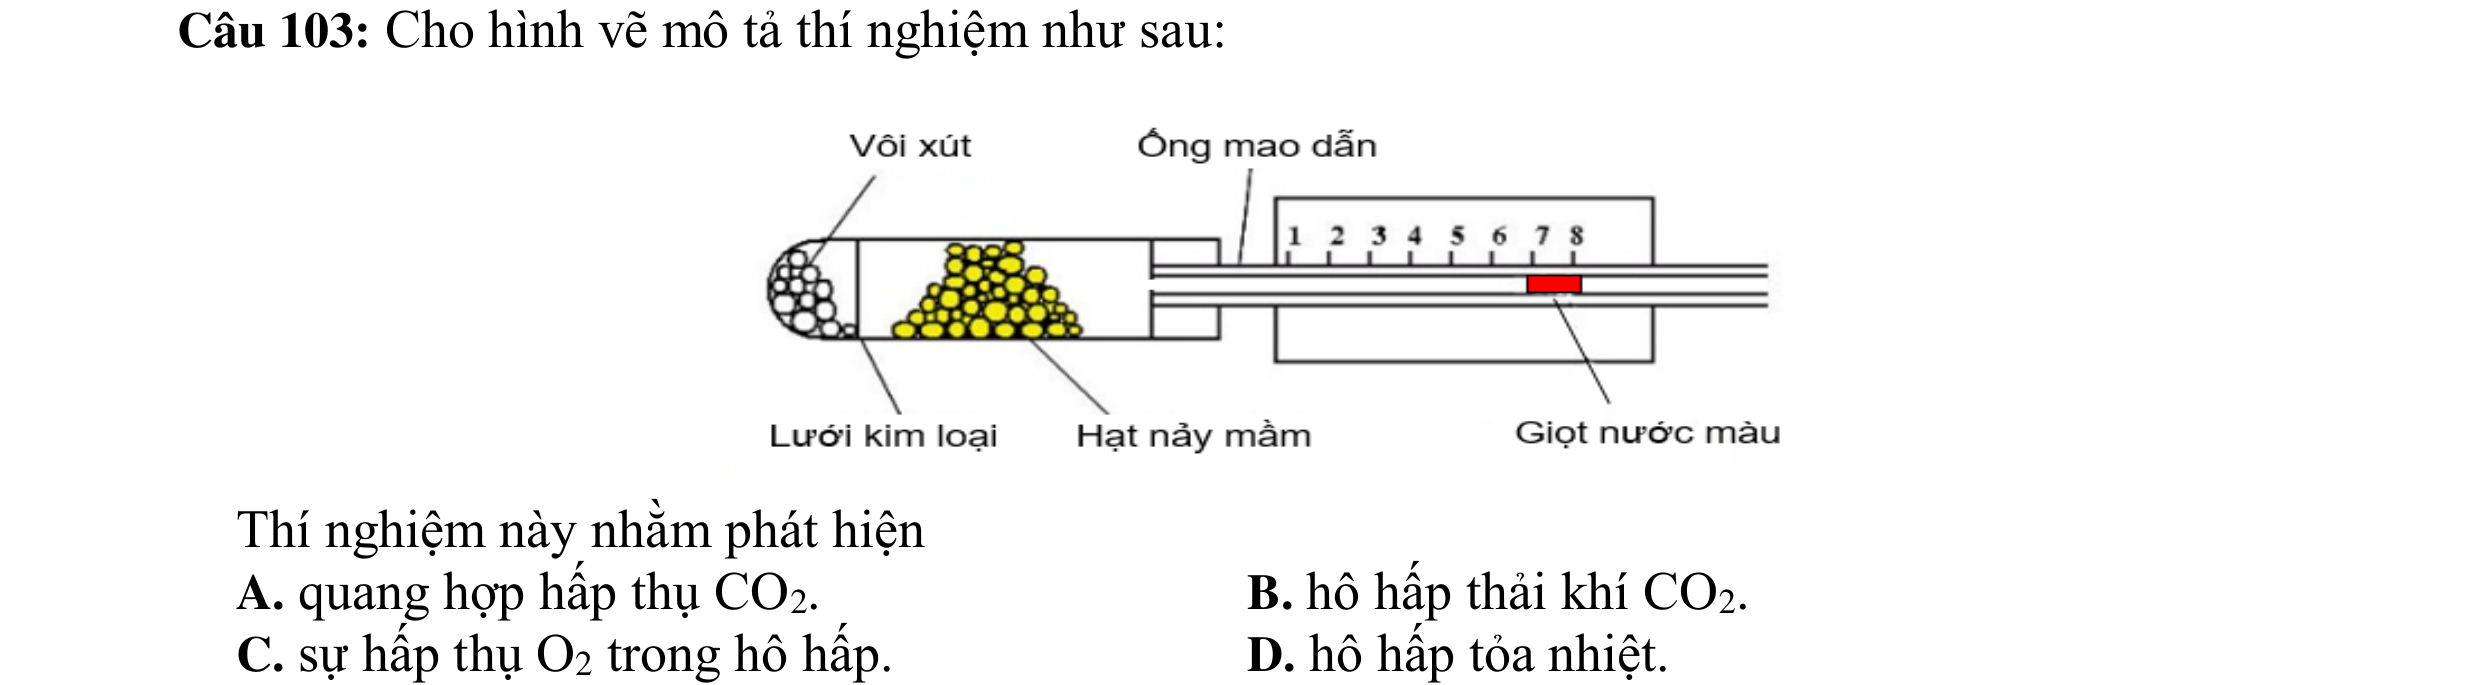 Câu 103: Cho hình vẽ mô tả thí nghiệm như sau:
Vôi xút
Ống mao dẫn
1 2 3 4 5 6 7 8
Lưới kim loại
Hạt nảy mầm
Giọt nước màu
Thí nghiệm này nhằm phát hiện
A. quang hợp hấp thụ CO₂.
B. hô hấp thải khí CO₂.
C. sự hấp thụ O₂ trong hô hấp.
D. hô hấp tỏa nhiệt.